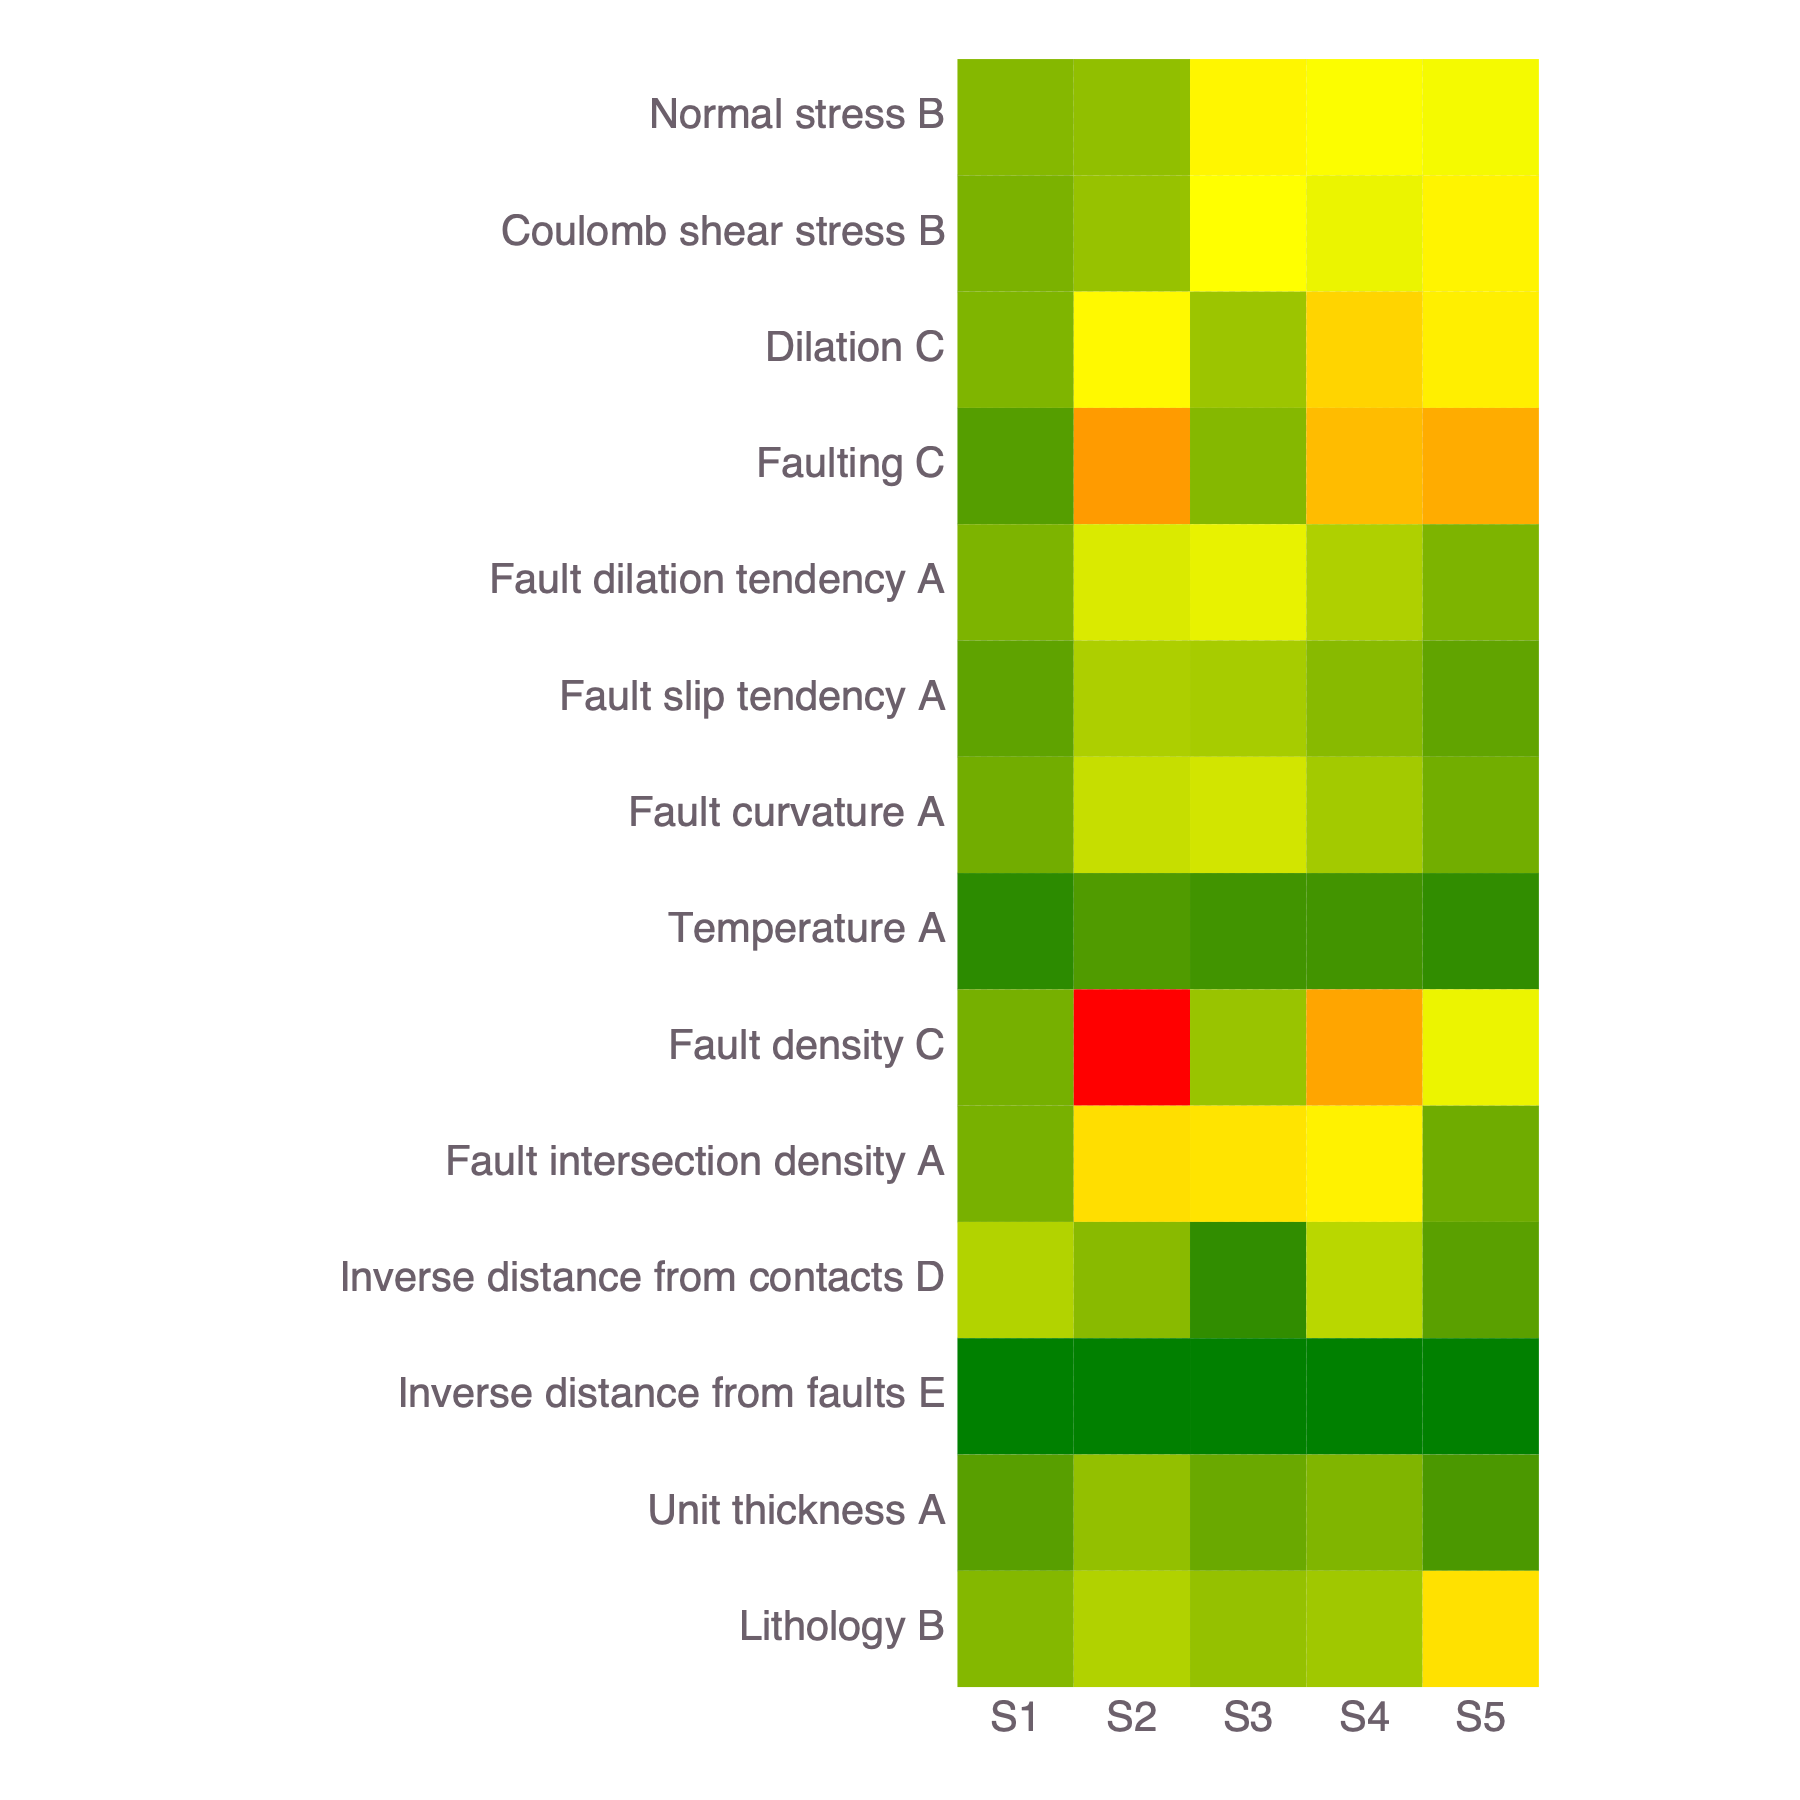 Normal stress B
Coulomb shear stress B
Dilation C
Faulting C
Fault dilation tendency A
Fault slip tendency A
Fault curvature A
Temperature A
Fault density C
Fault intersection density A
Inverse distance from contacts D
Inverse distance from faults E
Unit thickness A
Lithology B
S1 S2 S3 S4 S5